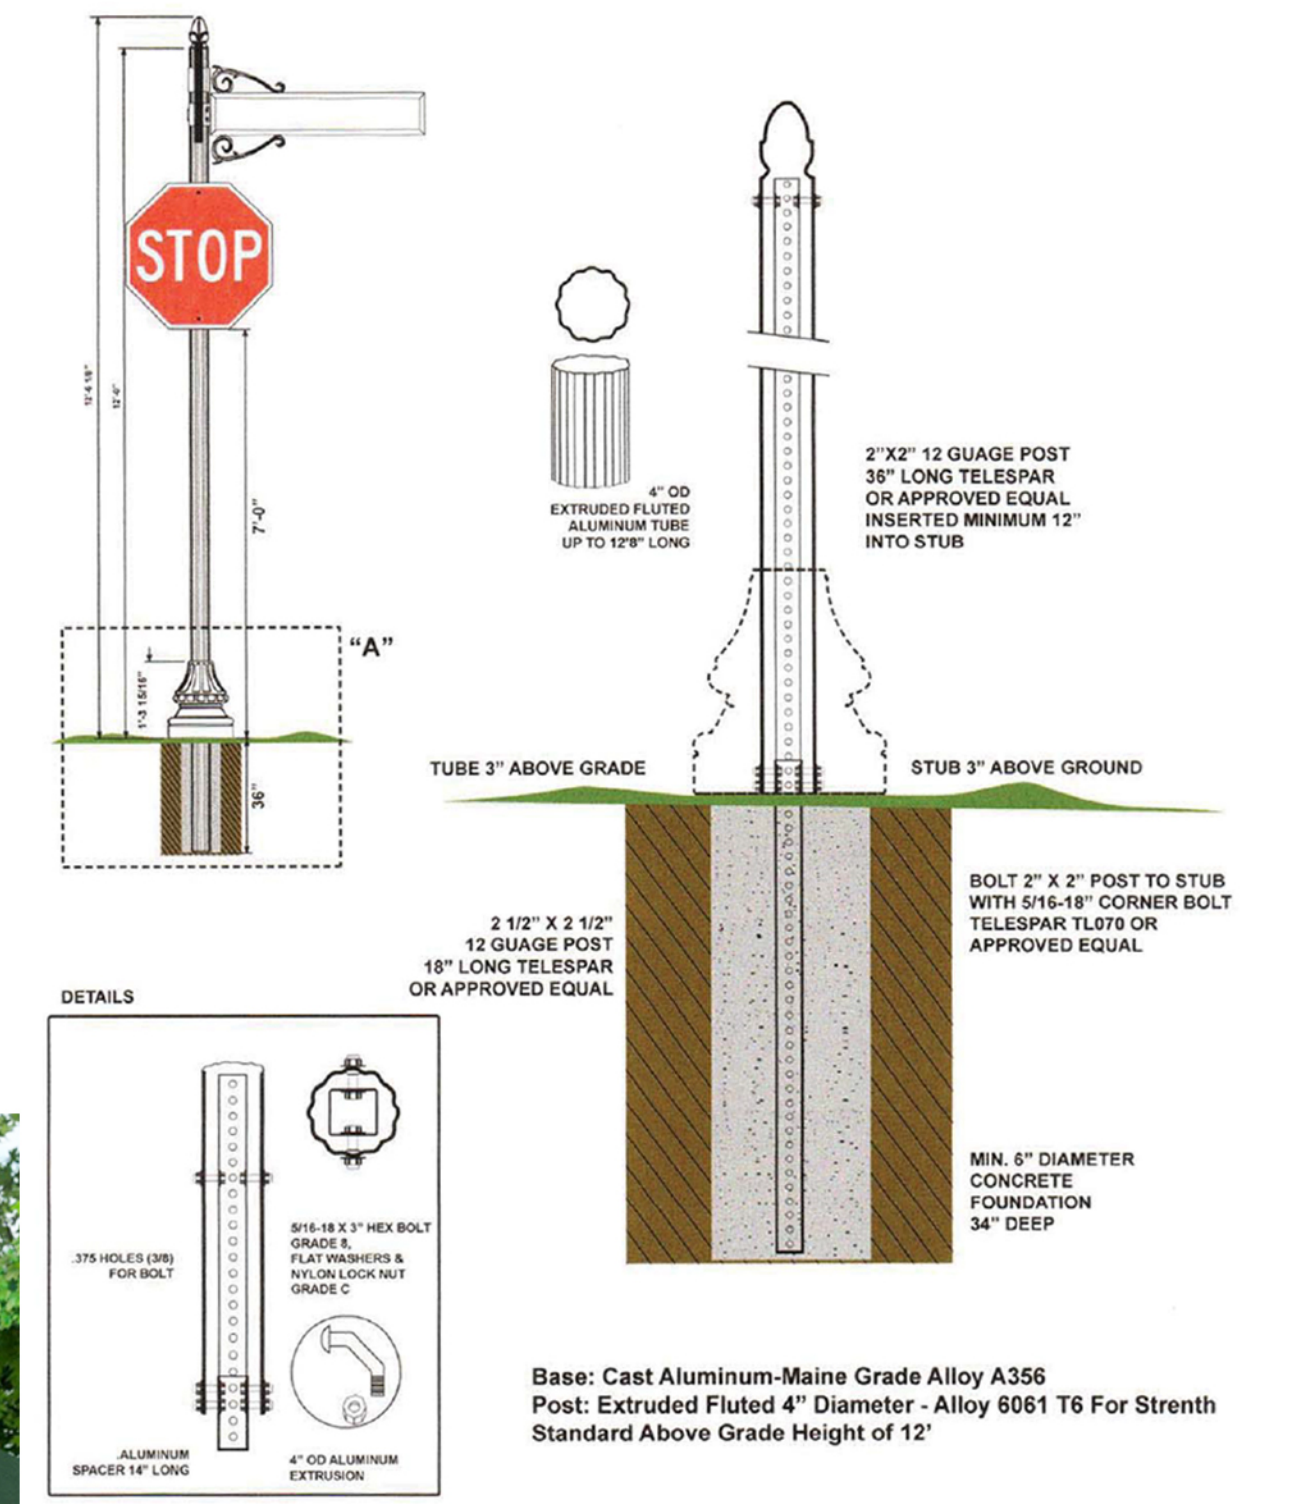 12'-4 1/8"
12'-0"
STOP
7'-0"
"A"
1'-3 15/16"
36"
4" OD
EXTRUDED FLUTED
ALUMINUM TUBE
UP TO 12'8" LONG
2"X2" 12 GUAGE POST
36" LONG TELESPAR
OR APPROVED EQUAL
INSERTED MINIMUM 12"
INTO STUB
TUBE 3" ABOVE GRADE
STUB 3" ABOVE GROUND
2 1/2" X 2 1/2"
12 GUAGE POST
18" LONG TELESPAR
OR APPROVED EQUAL
BOLT 2" X 2" POST TO STUB
WITH 5/16-18" CORNER BOLT
TELESPAR TL070 OR
APPROVED EQUAL
MIN. 6" DIAMETER
CONCRETE
FOUNDATION
34" DEEP
DETAILS
.375 HOLES (3/8)
FOR BOLT
5/16-18 X 3" HEX BOLT
GRADE 8,
FLAT WASHERS &
NYLON LOCK NUT
GRADE C
.ALUMINUM
SPACER 14" LONG
4" OD ALUMINUM
EXTRUSION
Base: Cast Aluminum-Maine Grade Alloy A356
Post: Extruded Fluted 4" Diameter - Alloy 6061 T6 For Strenth
Standard Above Grade Height of 12'